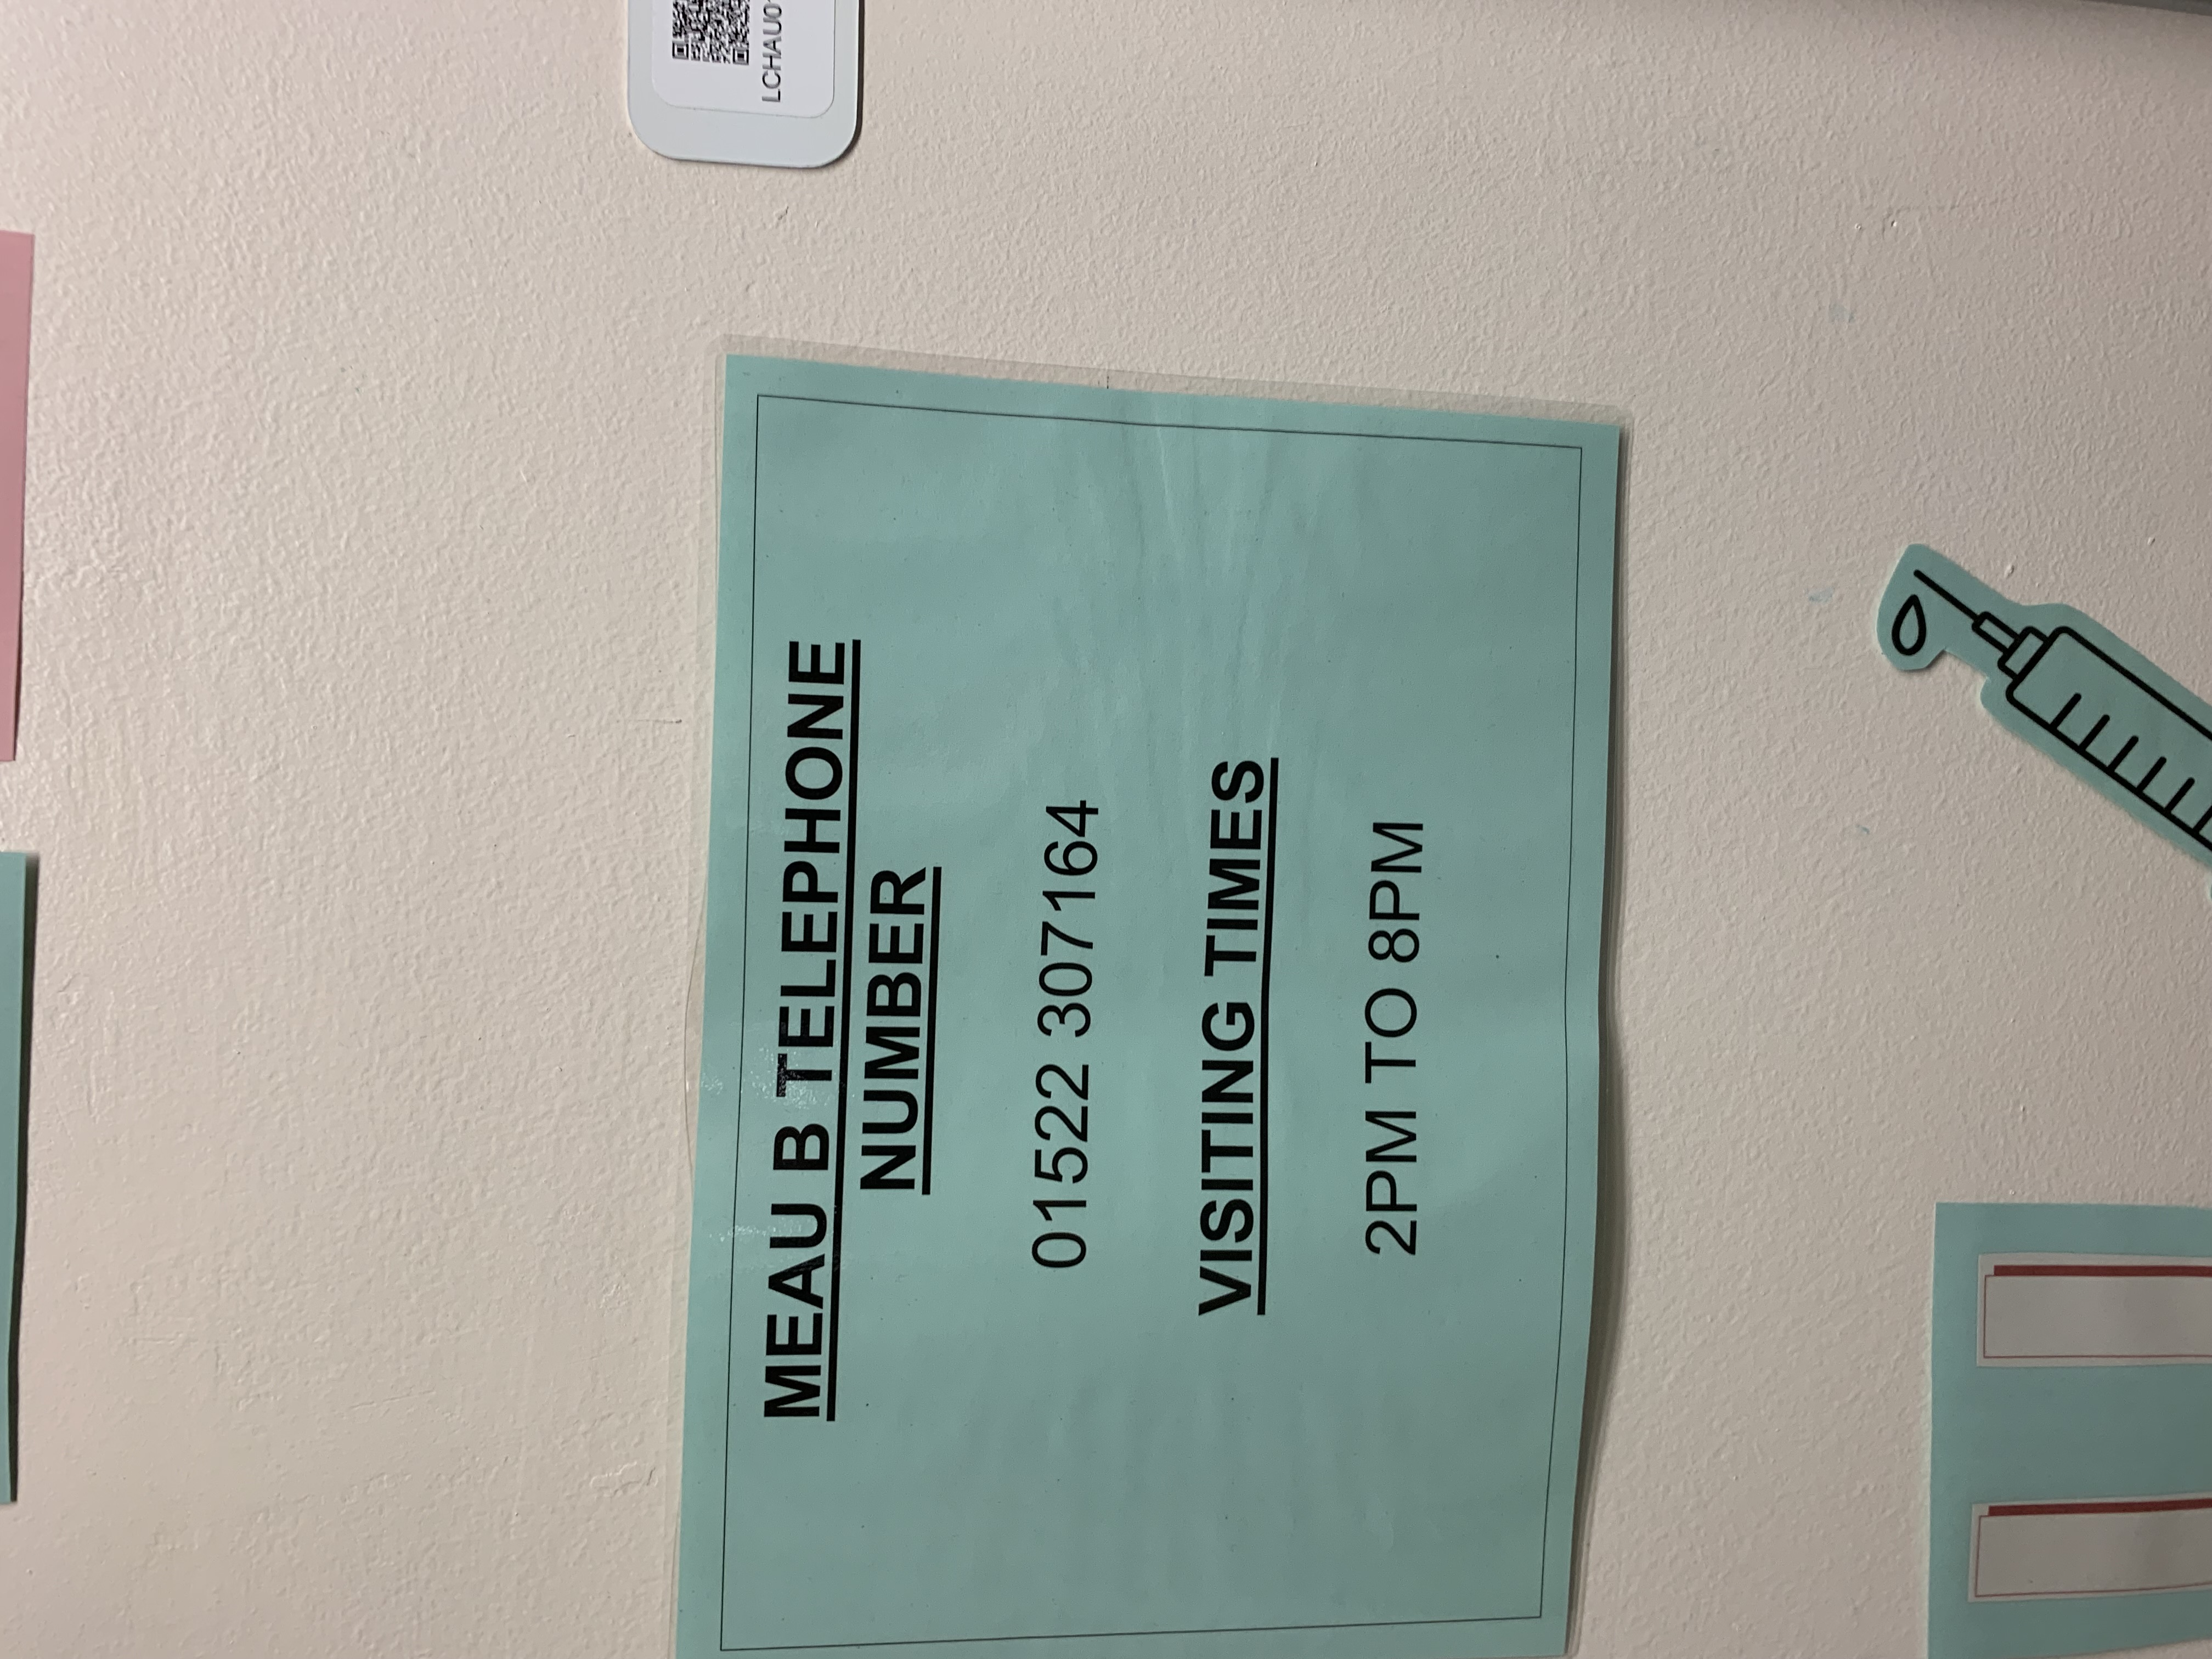 LCHAU0
MEAU B TELEPHONE
NUMBER
01522 307164
VISITING TIMES
2PM TO 8PM